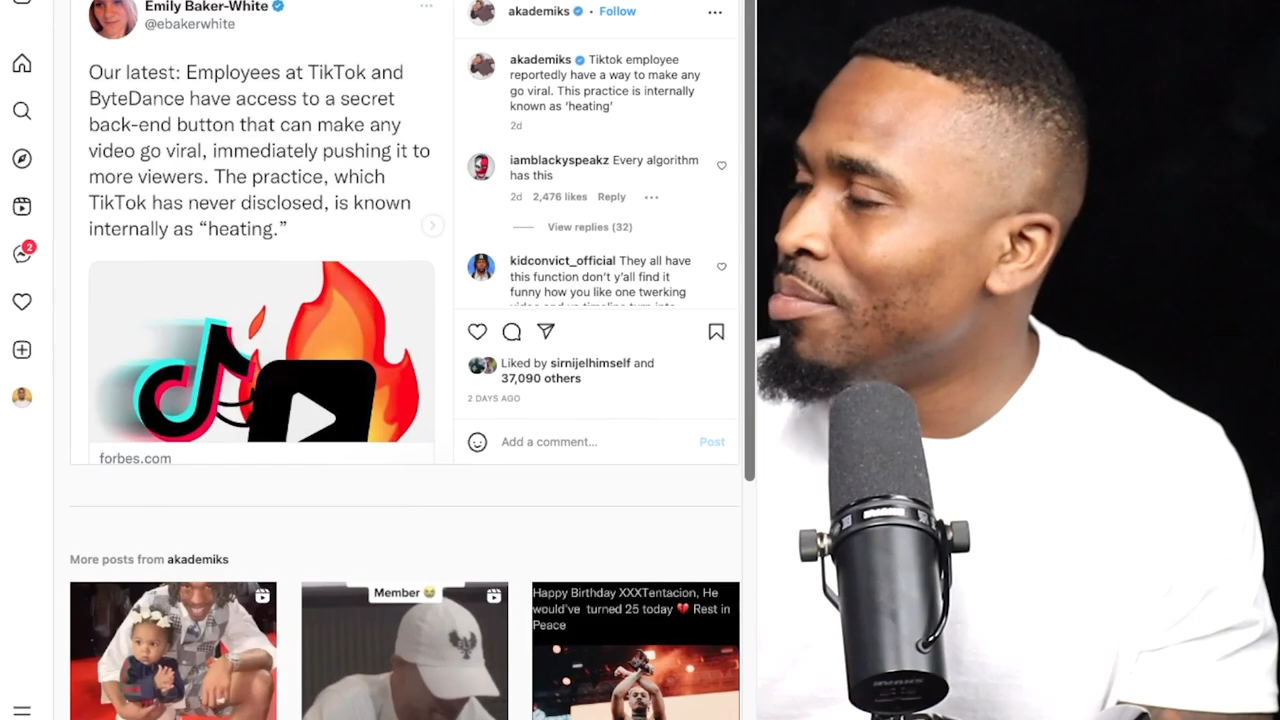 Emily Baker-White
@ebakerwhite
Our latest: Employees at TikTok and
ByteDance have access to a secret
back-end button that can make any
video go viral, immediately pushing it to
more viewers. The practice, which
TikTok has never disclosed, is known
internally as “heating.”
forbes.com
akademiks • Follow
akademiks Tiktok employee
reportedly have a way to make any
go viral. This practice is internally
known as ‘heating’
2d
iamblackyspeakz Every algorithm
has this
2d 2,476 likes Reply
View replies (32)
kidconvict_official They all have
this function don’t y’all find it
funny how you like one twerking
Liked by sirnijelhimself and
37,090 others
2 DAYS AGO
Add a comment... Post
2
More posts from akademiks
Member 😭
Happy Birthday XXXTentacion, He
would’ve turned 25 today 💔 Rest in
Peace